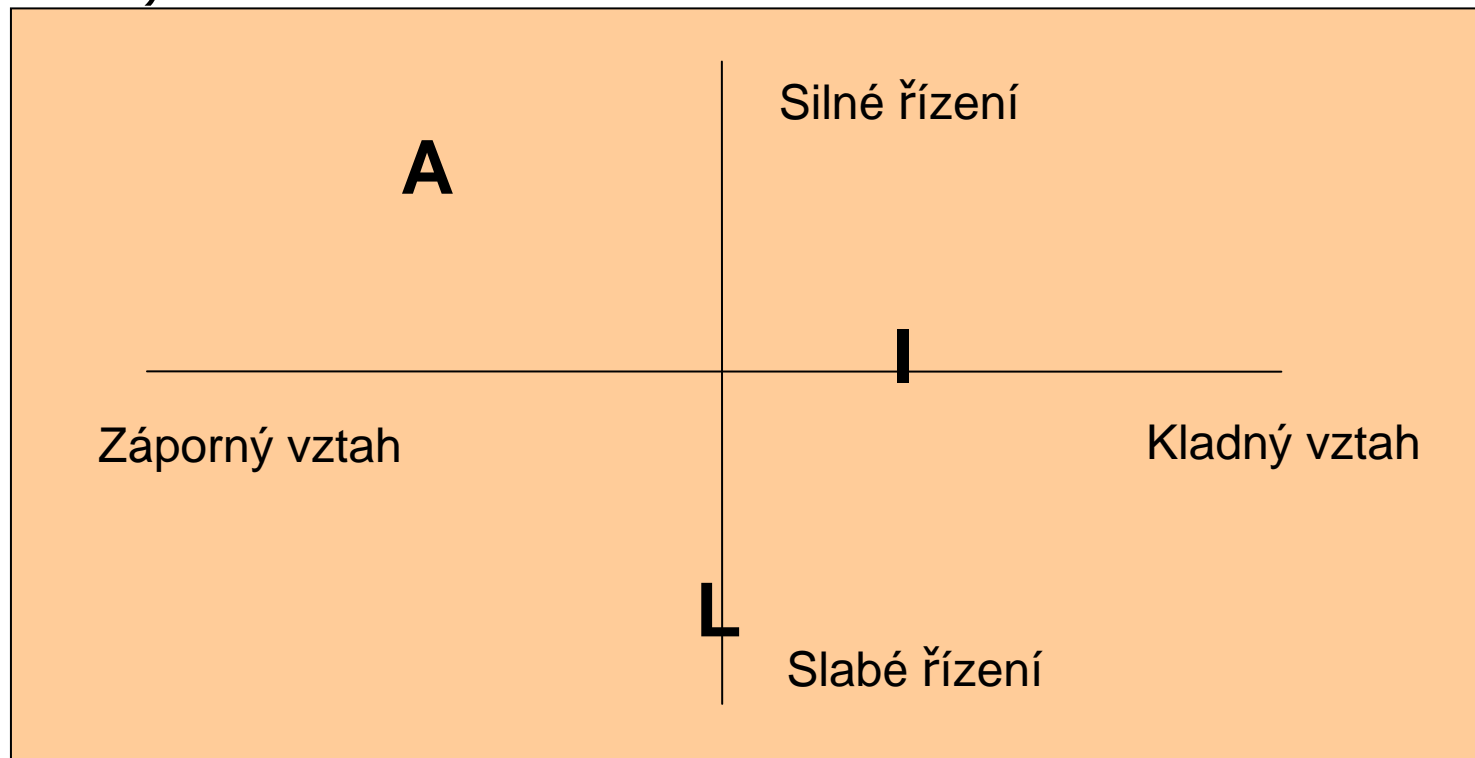 Silné řízení
A
I
Záporný vztah
Kladný vztah
L
Slabé řízení